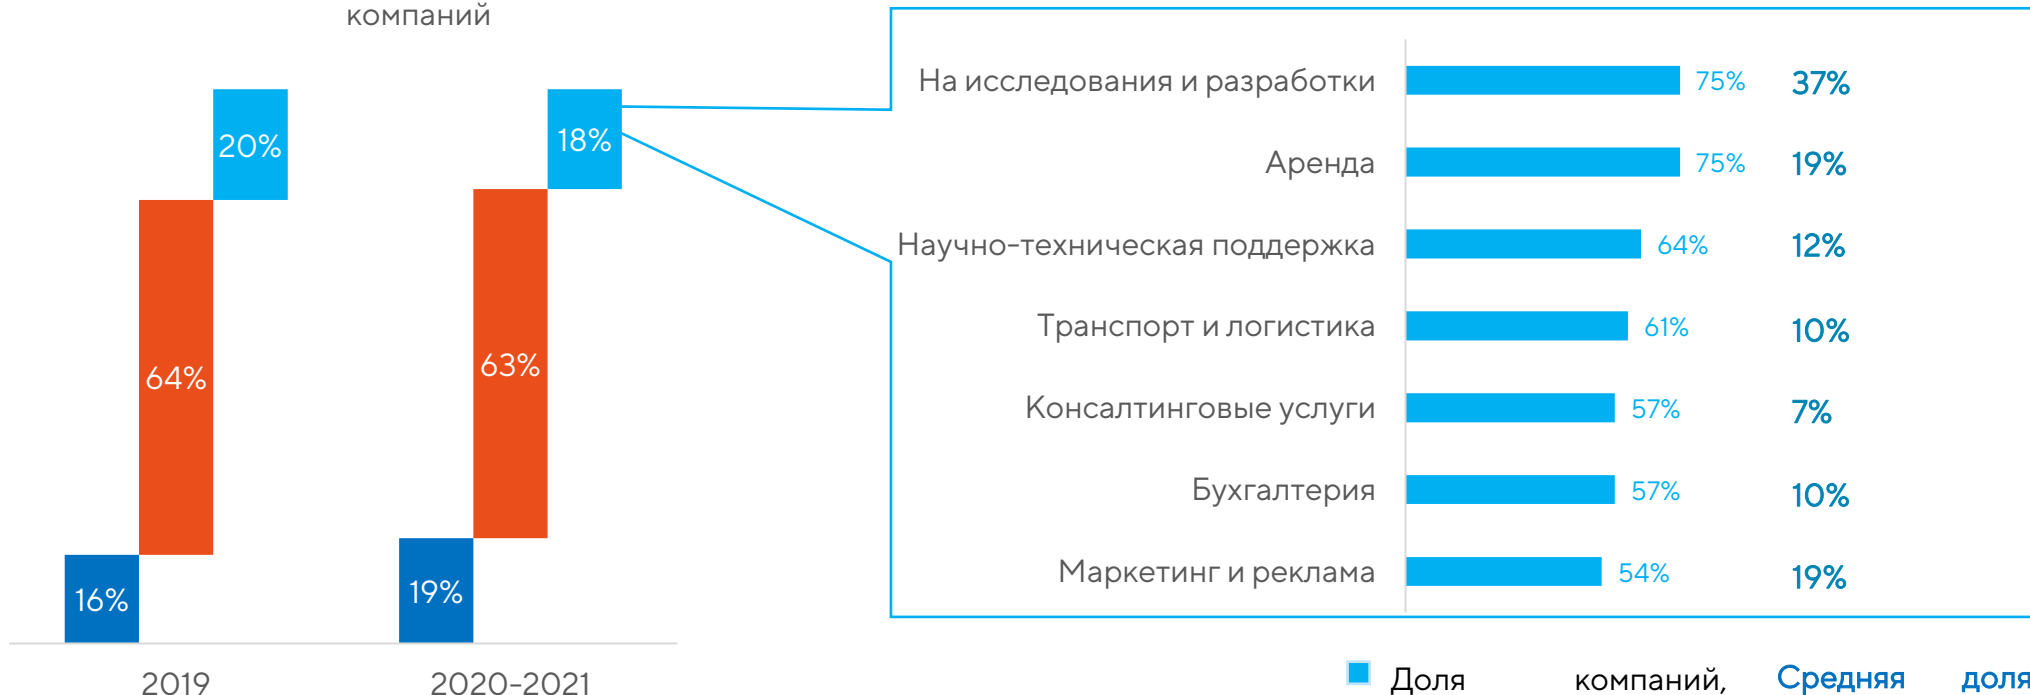 компаний
20%
64%
16%
18%
63%
19%
2019
2020-2021
На исследования и разработки 75% 37%
Аренда 75% 19%
Научно-техническая поддержка 64% 12%
Транспорт и логистика 61% 10%
Консалтинговые услуги 57% 7%
Бухгалтерия 57% 10%
Маркетинг и реклама 54% 19%
Доля компаний, Средняя доля